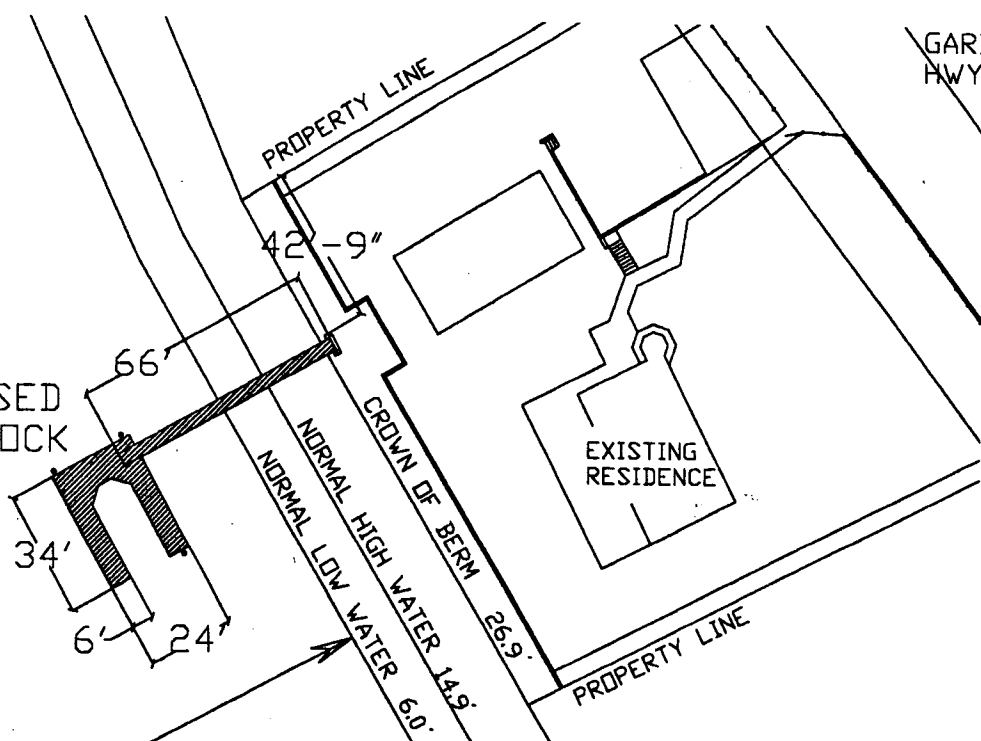 GAR
HWY
PROPERTY LINE
42'-9"
66'
SED
OCK
34'
6'
24'
EXISTING
RESIDENCE
CROWN OF BERM 26.9'
NORMAL HIGH WATER 14.9'
NORMAL LOW WATER 6.0'
PROPERTY LINE